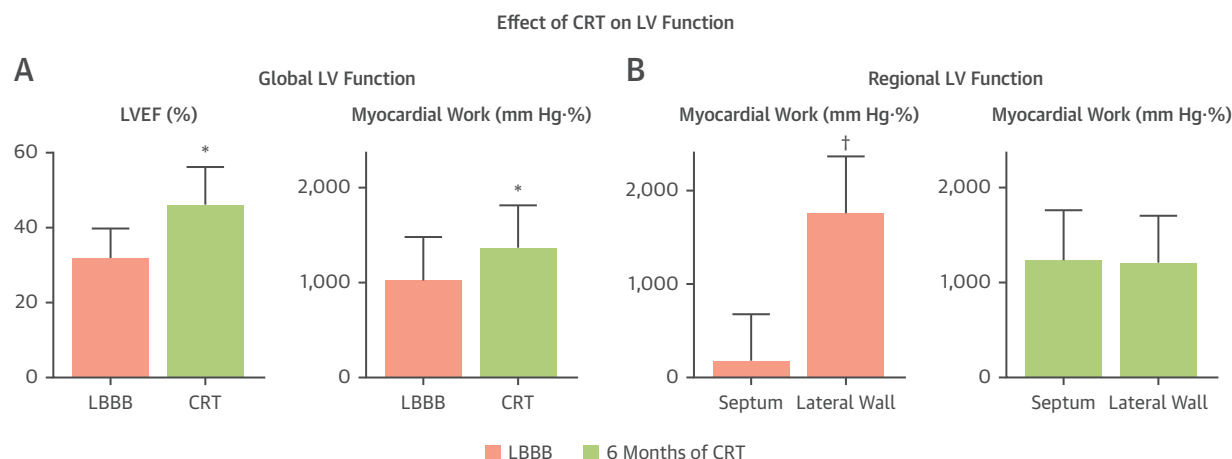 Effect of CRT on LV Function
A
Global LV Function
LVEF (%)
60
40
20
0
LBBB CRT
*
Myocardial Work (mm Hg·%)
2,000
1,000
0
LBBB CRT
*
B
Regional LV Function
Myocardial Work (mm Hg·%)
2,000
1,000
0
Septum Lateral Wall
†
Myocardial Work (mm Hg·%)
2,000
1,000
0
Septum Lateral Wall
LBBB 6 Months of CRT